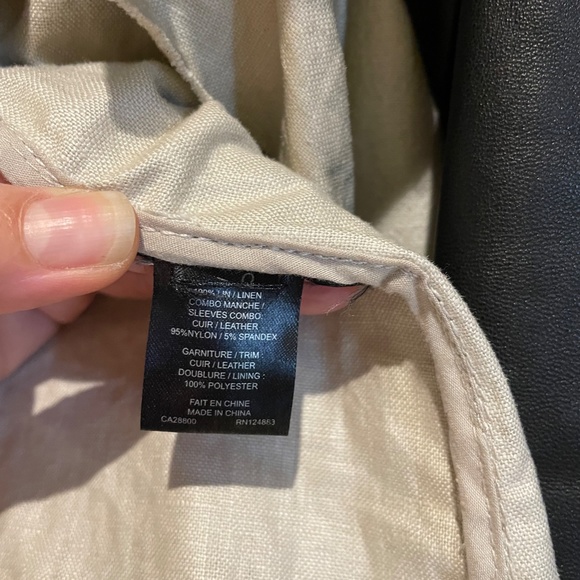 100% LIN / LINEN
COMBO MANCHE /
SLEEVES COMBO:
CUIR / LEATHER
95%NYLON / 5% SPANDEX
GARNITURE / TRIM :
CUIR / LEATHER
DOUBLURE / LINING :
100% POLYESTER
FAIT EN CHINE
MADE IN CHINA
CA28800 RN124863